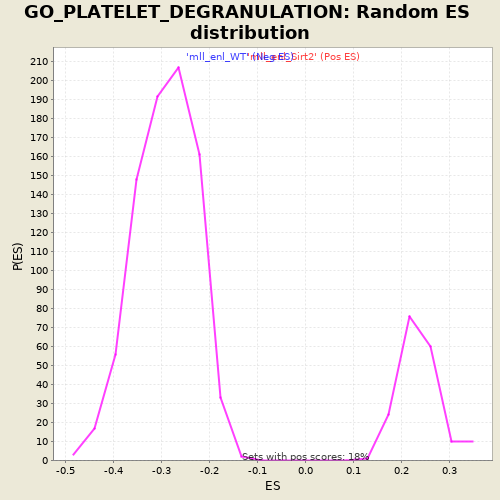 GO_PLATELET_DEGRANULATION: Random ES
distribution
'mll_enl_WT' (Neg ES)
'mll_enl_Sirt2' (Pos ES)
210
200
190
180
170
160
150
140
130
120
110
100
90
80
70
60
50
40
30
20
10
0
P(ES)
Sets with pos scores: 18%
-0.5 -0.4 -0.3 -0.2 -0.1 0.0 0.1 0.2 0.3
ES